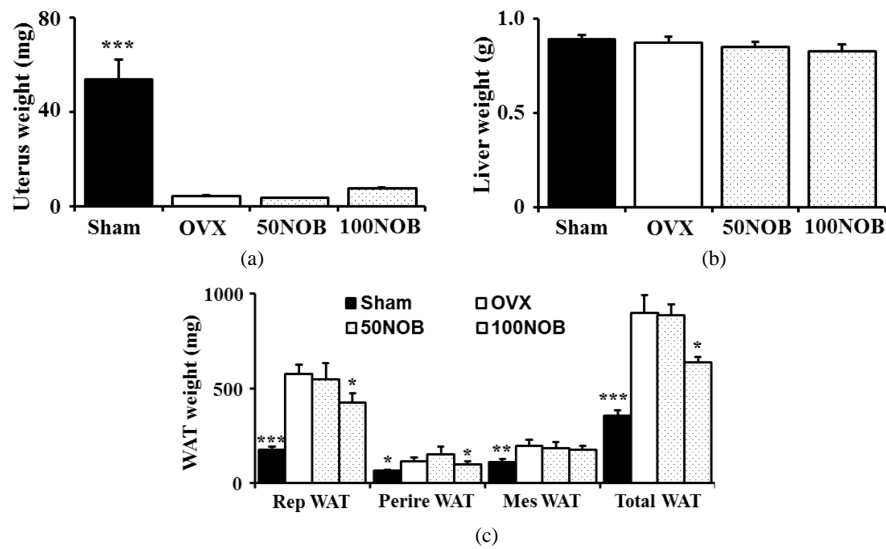 80
40
0
Uterus weight (mg)
***
Sham OVX 50NOB 100NOB
(a)
1.0
0.5
0
Liver weight (g)
Sham OVX 50NOB 100NOB
(b)
1000
500
0
WAT weight (mg)
Sham OVX
50NOB 100NOB
*** * * * ** *** *
Rep WAT Perire WAT Mes WAT Total WAT
(c)